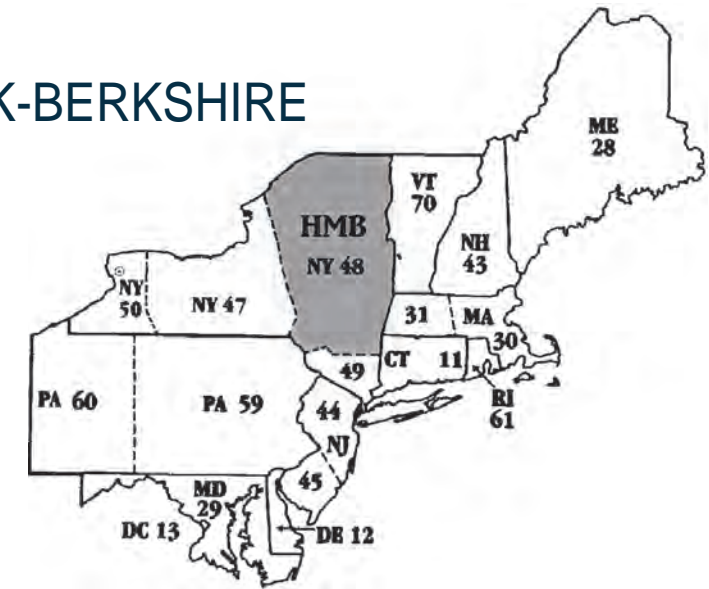 K-BERKSHIRE
ME
28
VT
70
HMB
NY 48
NH
43
NY
50
NY 47
31
MA
30
CT
11
49
RI
61
PA 60
PA 59
44
NJ
45
MD
29
DC 13
DE 12